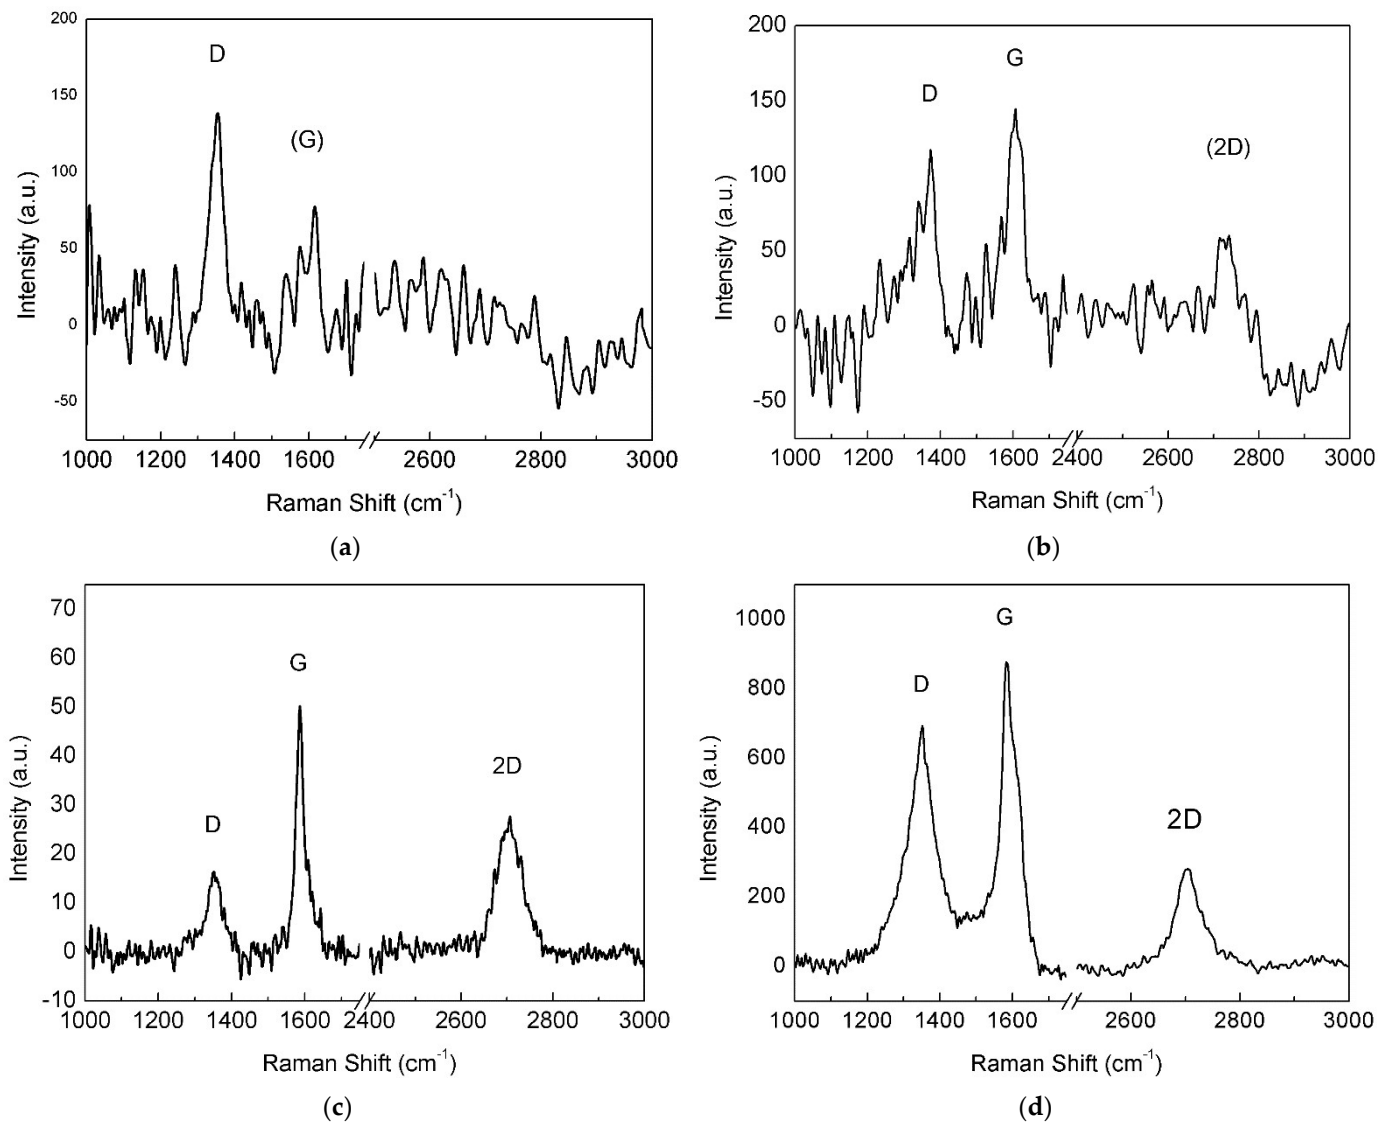 200
150
100
50
0
-50
Intensity (a.u.)
D
(G)
1000 1200 1400 1600 2600 2800 3000
Raman Shift (cm-1)
(a)
200
150
100
50
0
-50
Intensity (a.u.)
D
G
(2D)
1000 1200 1400 1600 2400 2600 2800 3000
Raman Shift (cm-1)
(b)
70
60
50
40
30
20
10
0
-10
Intensity (a.u.)
D
G
2D
1000 1200 1400 1600 2400 2600 2800 3000
Raman Shift (cm-1)
(c)
1000
800
600
400
200
0
Intensity (a.u.)
D
G
2D
1000 1200 1400 1600 2600 2800 3000
Raman Shift (cm-1)
(d)